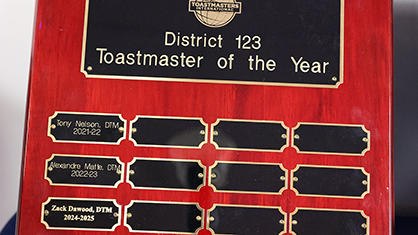 TOASTMASTERS
INTERNATIONAL
District 123
Toastmaster of the Year
Tony Nelson, DTM
2021-22
Alexandre Matte, DTM
2022-23
Zack Dawood, DTM
2024-2025